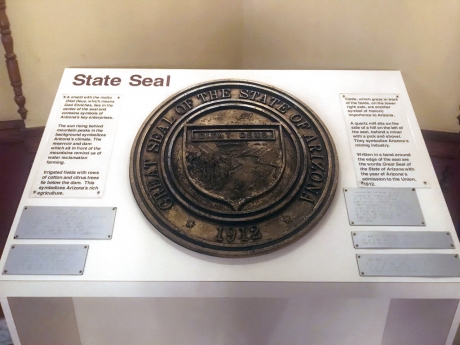 State Seal
A shield with the motto
Ditat Deus, which means
God Enriches, lies in the
center of the seal and
contains symbols of
Arizona's key enterprises.
The sun rising behind
mountain peaks in the
background symbolizes
Arizona's climate. The
reservoir and dam
which sit in front of the
mountains remind us of
water reclamation
farming.
Irrigated fields with rows
of cotton and citrus trees
lie below the dam. This
symbolizes Arizona's rich
agriculture.
GREAT SEAL OF THE STATE OF ARIZONA
1912
Cattle, which graze in front
of the fields, on the lower
right side, are another
symbol of historic
importance to Arizona.
A quartz mill sits on the
side of a hill on the left of
the seal, behind a miner
with a pick and shovel.
They symbolize Arizona's
mining industry.
Written in a band around
the edge of the seal are
the words Great Seal of
the State of Arizona with
the year of Arizona's
admission to the Union,
1912.